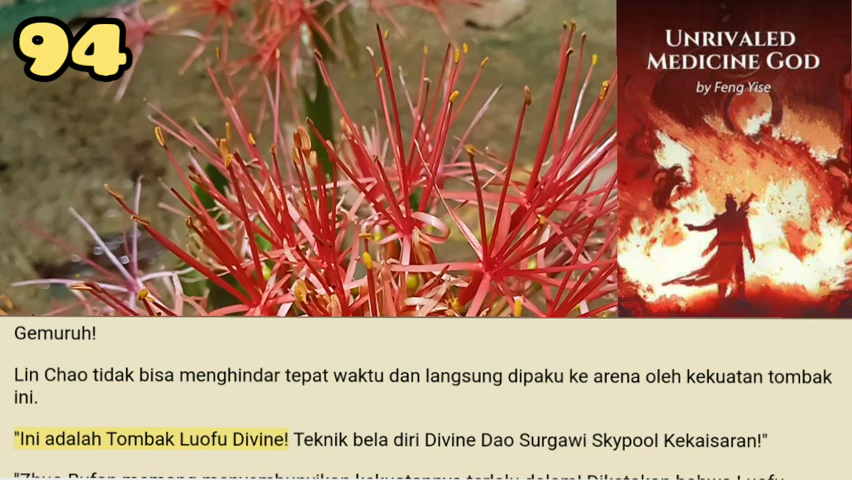 94
UNRIVALED
MEDICINE GOD
by Feng Yise
Gemuruh!
Lin Chao tidak bisa menghindar tepat waktu dan langsung dipaku ke arena oleh kekuatan tombak
ini.
"Ini adalah Tombak Luofu Divine! Teknik bela diri Divine Dao Surgawi Skypool Kekaisaran!"